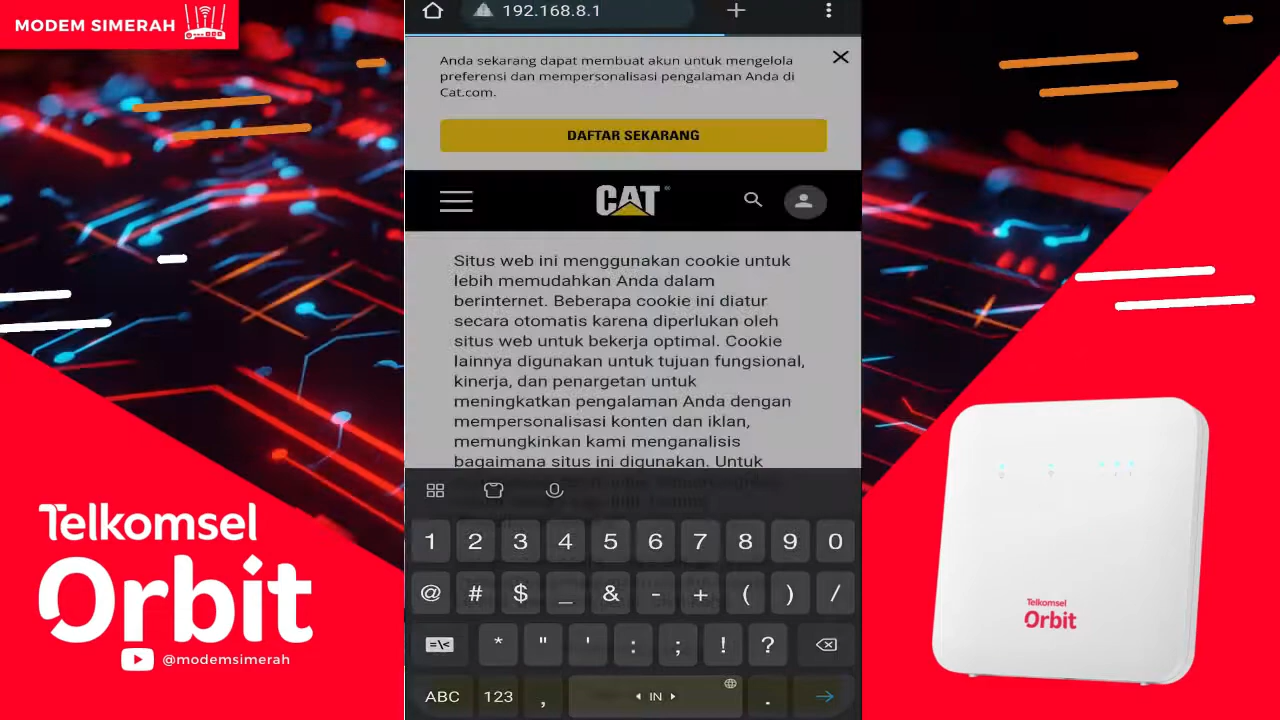 MODEM SIMERAH
192.168.8.1
Anda sekarang dapat membuat akun untuk mengelola
preferensi dan mempersonalisasi pengalaman Anda di
Cat.com.
DAFTAR SEKARANG
CAT
Situs web ini menggunakan cookie untuk
lebih memudahkan Anda dalam
berinternet. Beberapa cookie ini diatur
secara otomatis karena diperlukan oleh
situs web untuk bekerja optimal. Cookie
lainnya digunakan untuk tujuan fungsional,
kinerja, dan penargetan untuk
meningkatkan pengalaman Anda dengan
mempersonalisasi konten dan iklan,
memungkinkan kami menganalisis
bagaimana situs ini digunakan. Untuk
1 2 3 4 5 6 7 8 9 0
@ # $ _ & - + ( ) /
=\< * " ' : ; ! ?
ABC 123 , IN .
Telkomsel
Orbit
@modemsimerah
Telkomsel
Orbit